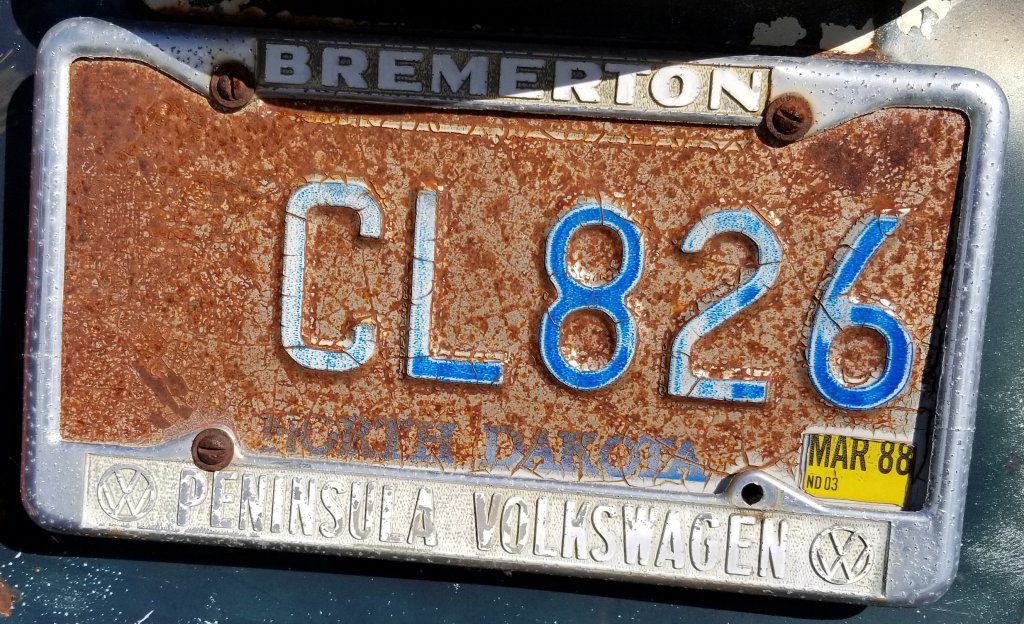 BREMERTON
CL826
NORTH DAKOTA
MAR 88
ND 03
PENINSULA VOLKSWAGEN